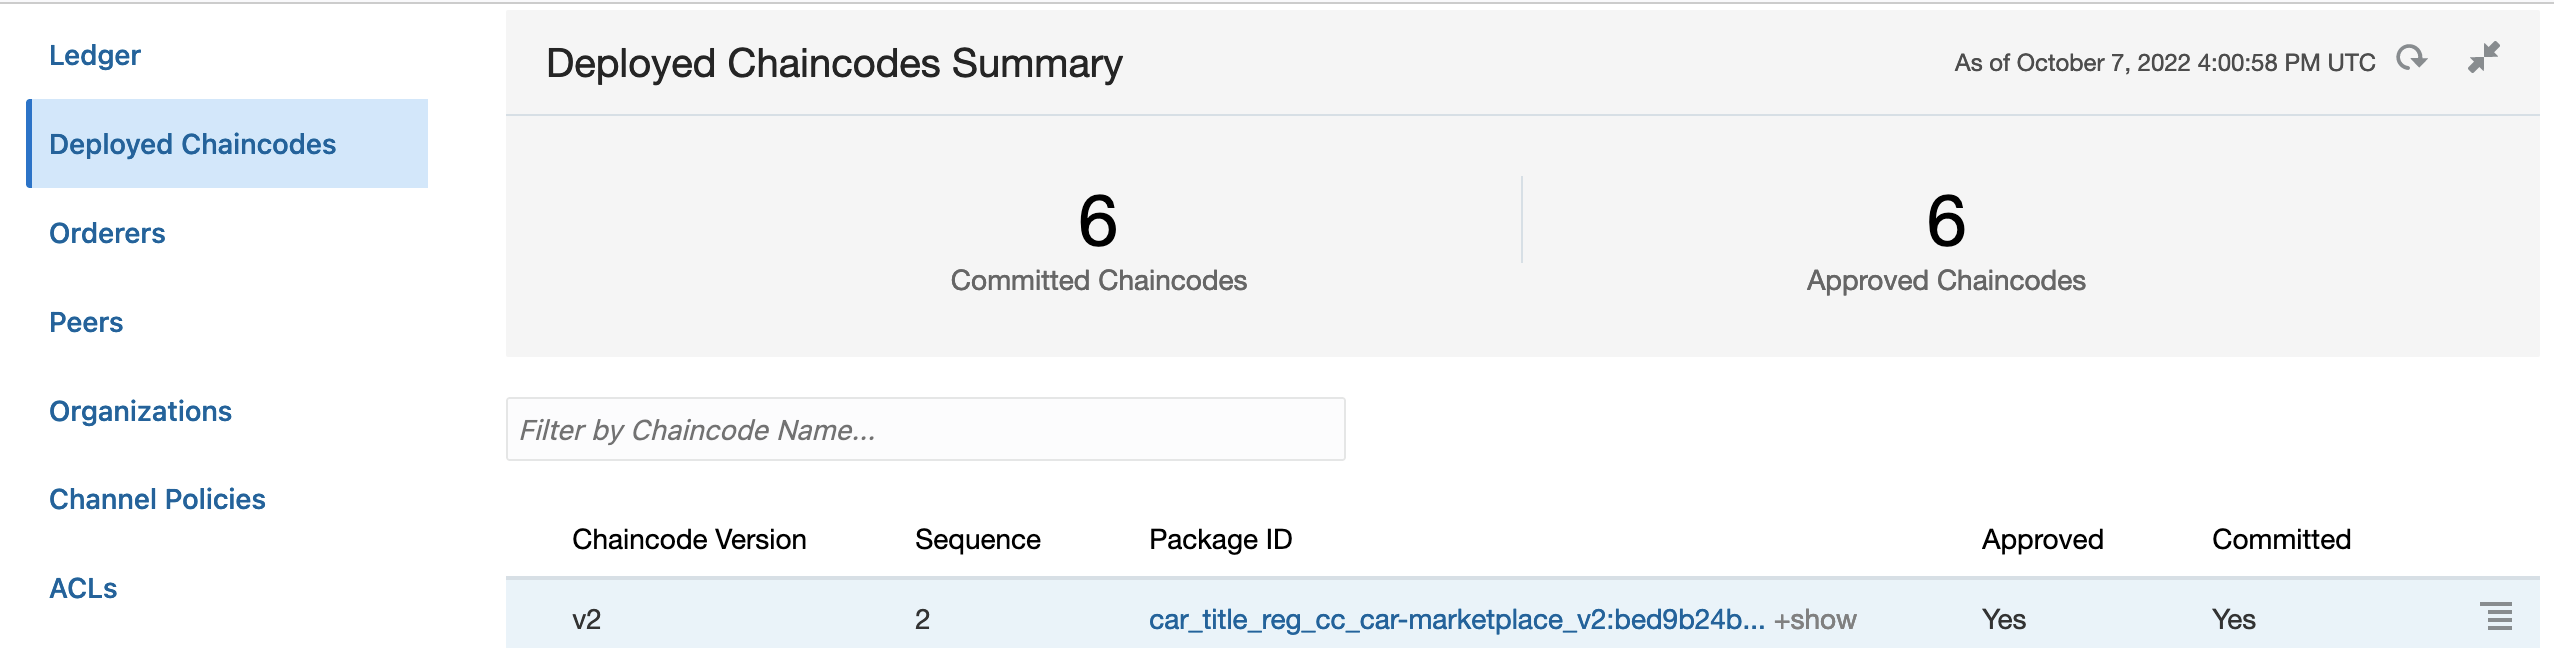 Ledger
Deployed Chaincodes
Orderers
Peers
Organizations
Channel Policies
ACLs
Deployed Chaincodes Summary
As of October 7, 2022 4:00:58 PM UTC
6
Committed Chaincodes
6
Approved Chaincodes
Filter by Chaincode Name...
Chaincode Version Sequence Package ID Approved Committed
v2 2 car_title_reg_cc_car-marketplace_v2:bed9b24b... +show Yes Yes